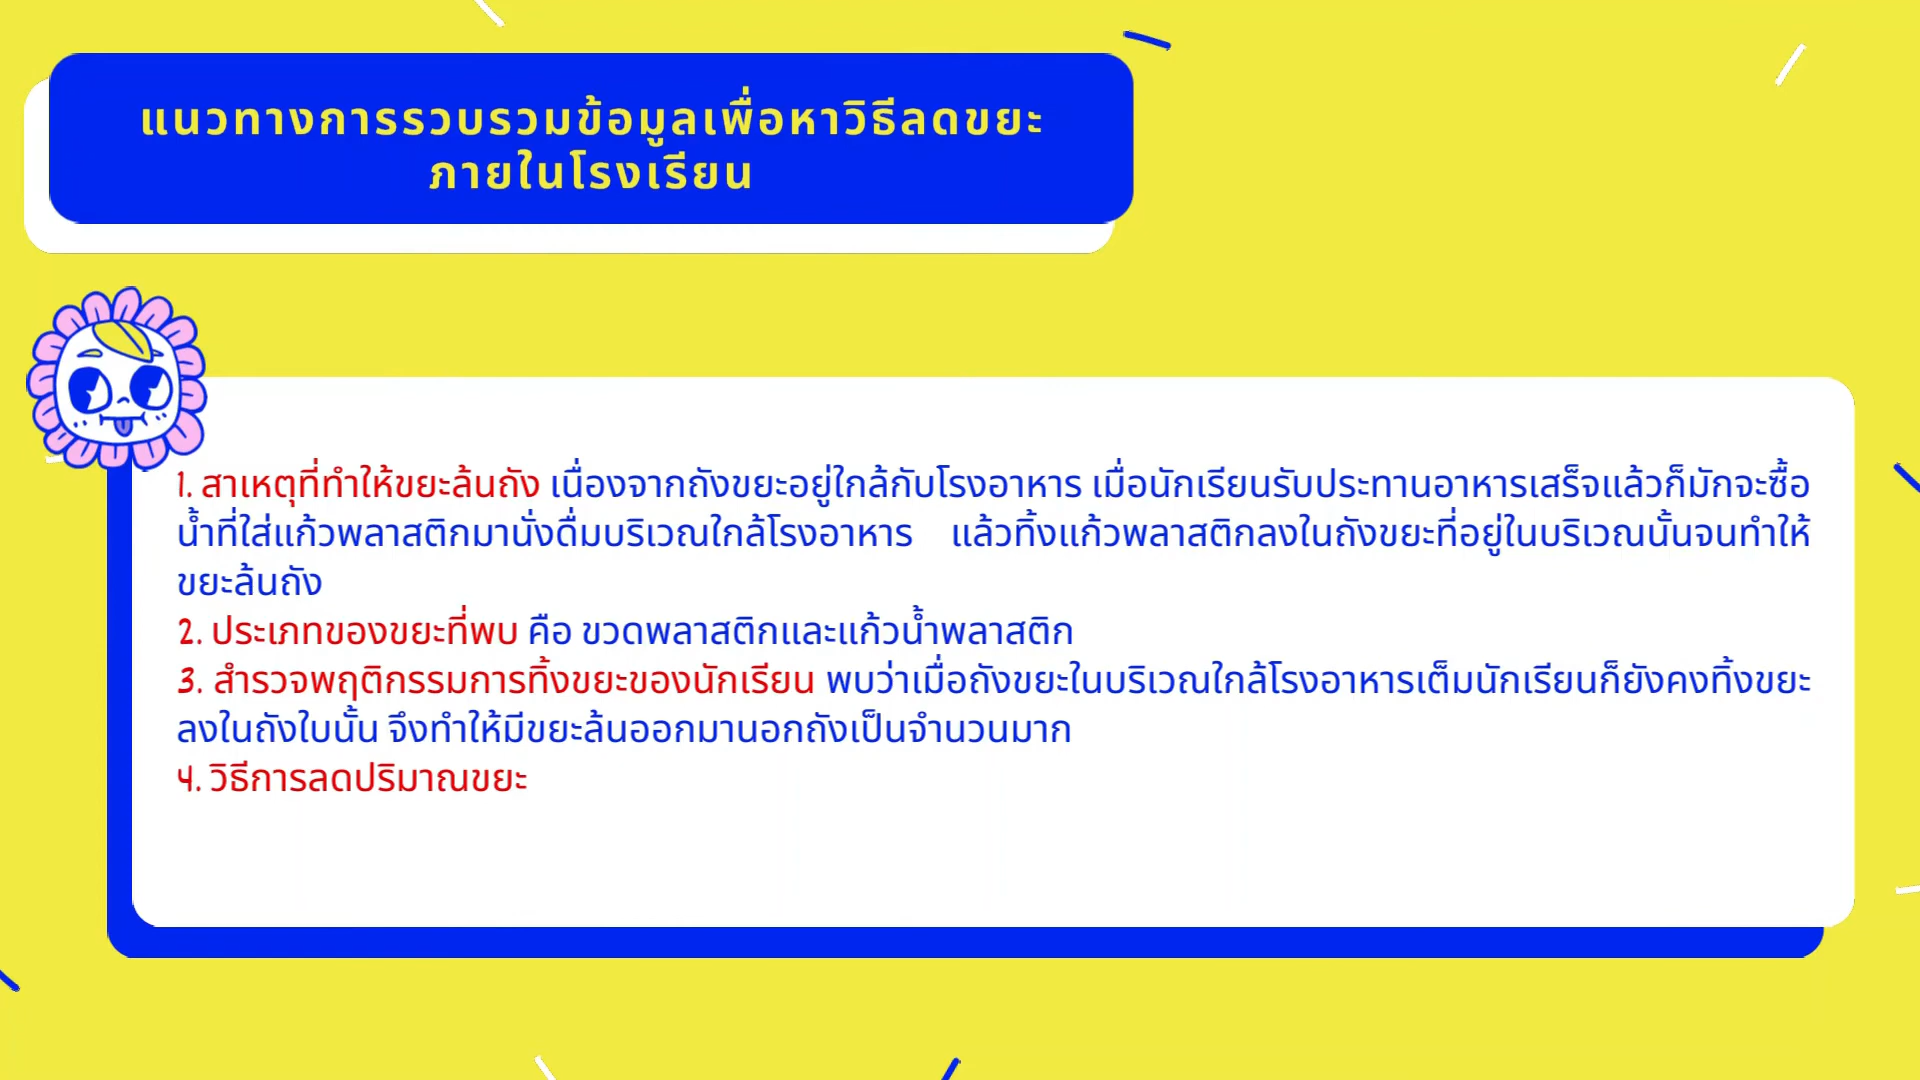 แนวทางการรวบรวมข้อมูลเพื่อหาวิธีลดขยะ
ภายในโรงเรียน
1. สาเหตุที่ทำให้ขยะล้นถัง เนื่องจากถังขยะอยู่ใกล้กับโรงอาหาร เมื่อนักเรียนรับประทานอาหารเสร็จแล้วก็มักจะซื้อ
น้ำที่ใส่แก้วพลาสติกมานั่งดื่มบริเวณใกล้โรงอาหาร แล้วทิ้งแก้วพลาสติกลงในถังขยะที่อยู่ในบริเวณนั้นจนทำให้
ขยะล้นถัง
2. ประเภทของขยะที่พบ คือ ขวดพลาสติกและแก้วน้ำพลาสติก
3. สำรวจพฤติกรรมการทิ้งขยะของนักเรียน พบว่าเมื่อถังขยะในบริเวณใกล้โรงอาหารเต็มนักเรียนก็ยังคงทิ้งขยะ
ลงในถังใบนั้น จึงทำให้มีขยะล้นออกมานอกถังเป็นจำนวนมาก
4. วิธีการลดปริมาณขยะ